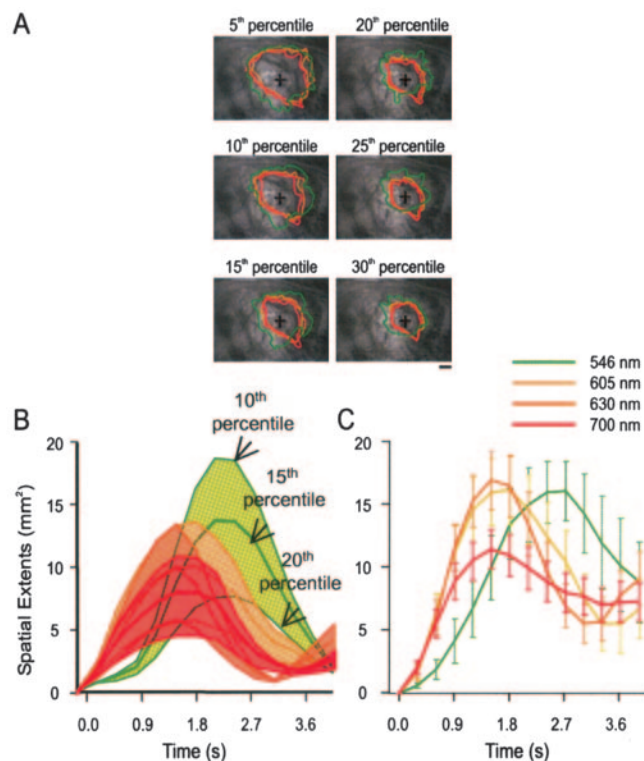 A
5th percentile
20th percentile
10th percentile
25th percentile
15th percentile
30th percentile
546 nm
605 nm
630 nm
700 nm
B
10th percentile
15th percentile
20th percentile
Spatial Extents (mm²)
20
15
10
5
0
0.0 0.9 1.8 2.7 3.6
Time (s)
C
20
15
10
5
0
0.0 0.9 1.8 2.7 3.6
Time (s)